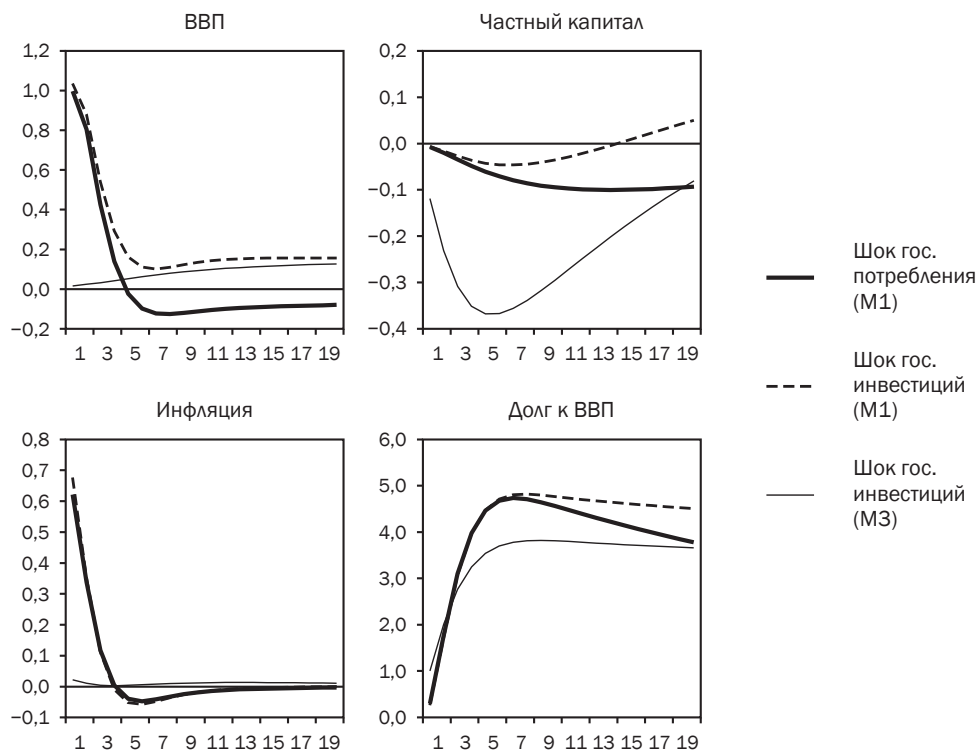 ВВП
1,2
1,0
0,8
0,6
0,4
0,2
0,0
−0,2
1 3 5 7 9 11 13 15 17 19
Частный капитал
0,2
0,1
0,0
−0,1
−0,2
−0,3
−0,4
1 3 5 7 9 11 13 15 17 19
Инфляция
0,8
0,7
0,6
0,5
0,4
0,3
0,2
0,1
0,0
−0,1
1 3 5 7 9 11 13 15 17 19
Долг к ВВП
6,0
5,0
4,0
3,0
2,0
1,0
0,0
1 3 5 7 9 11 13 15 17 19
Шок гос.
потребления
(М1)
Шок гос.
инвестиций
(М1)
Шок гос.
инвестиций
(М3)